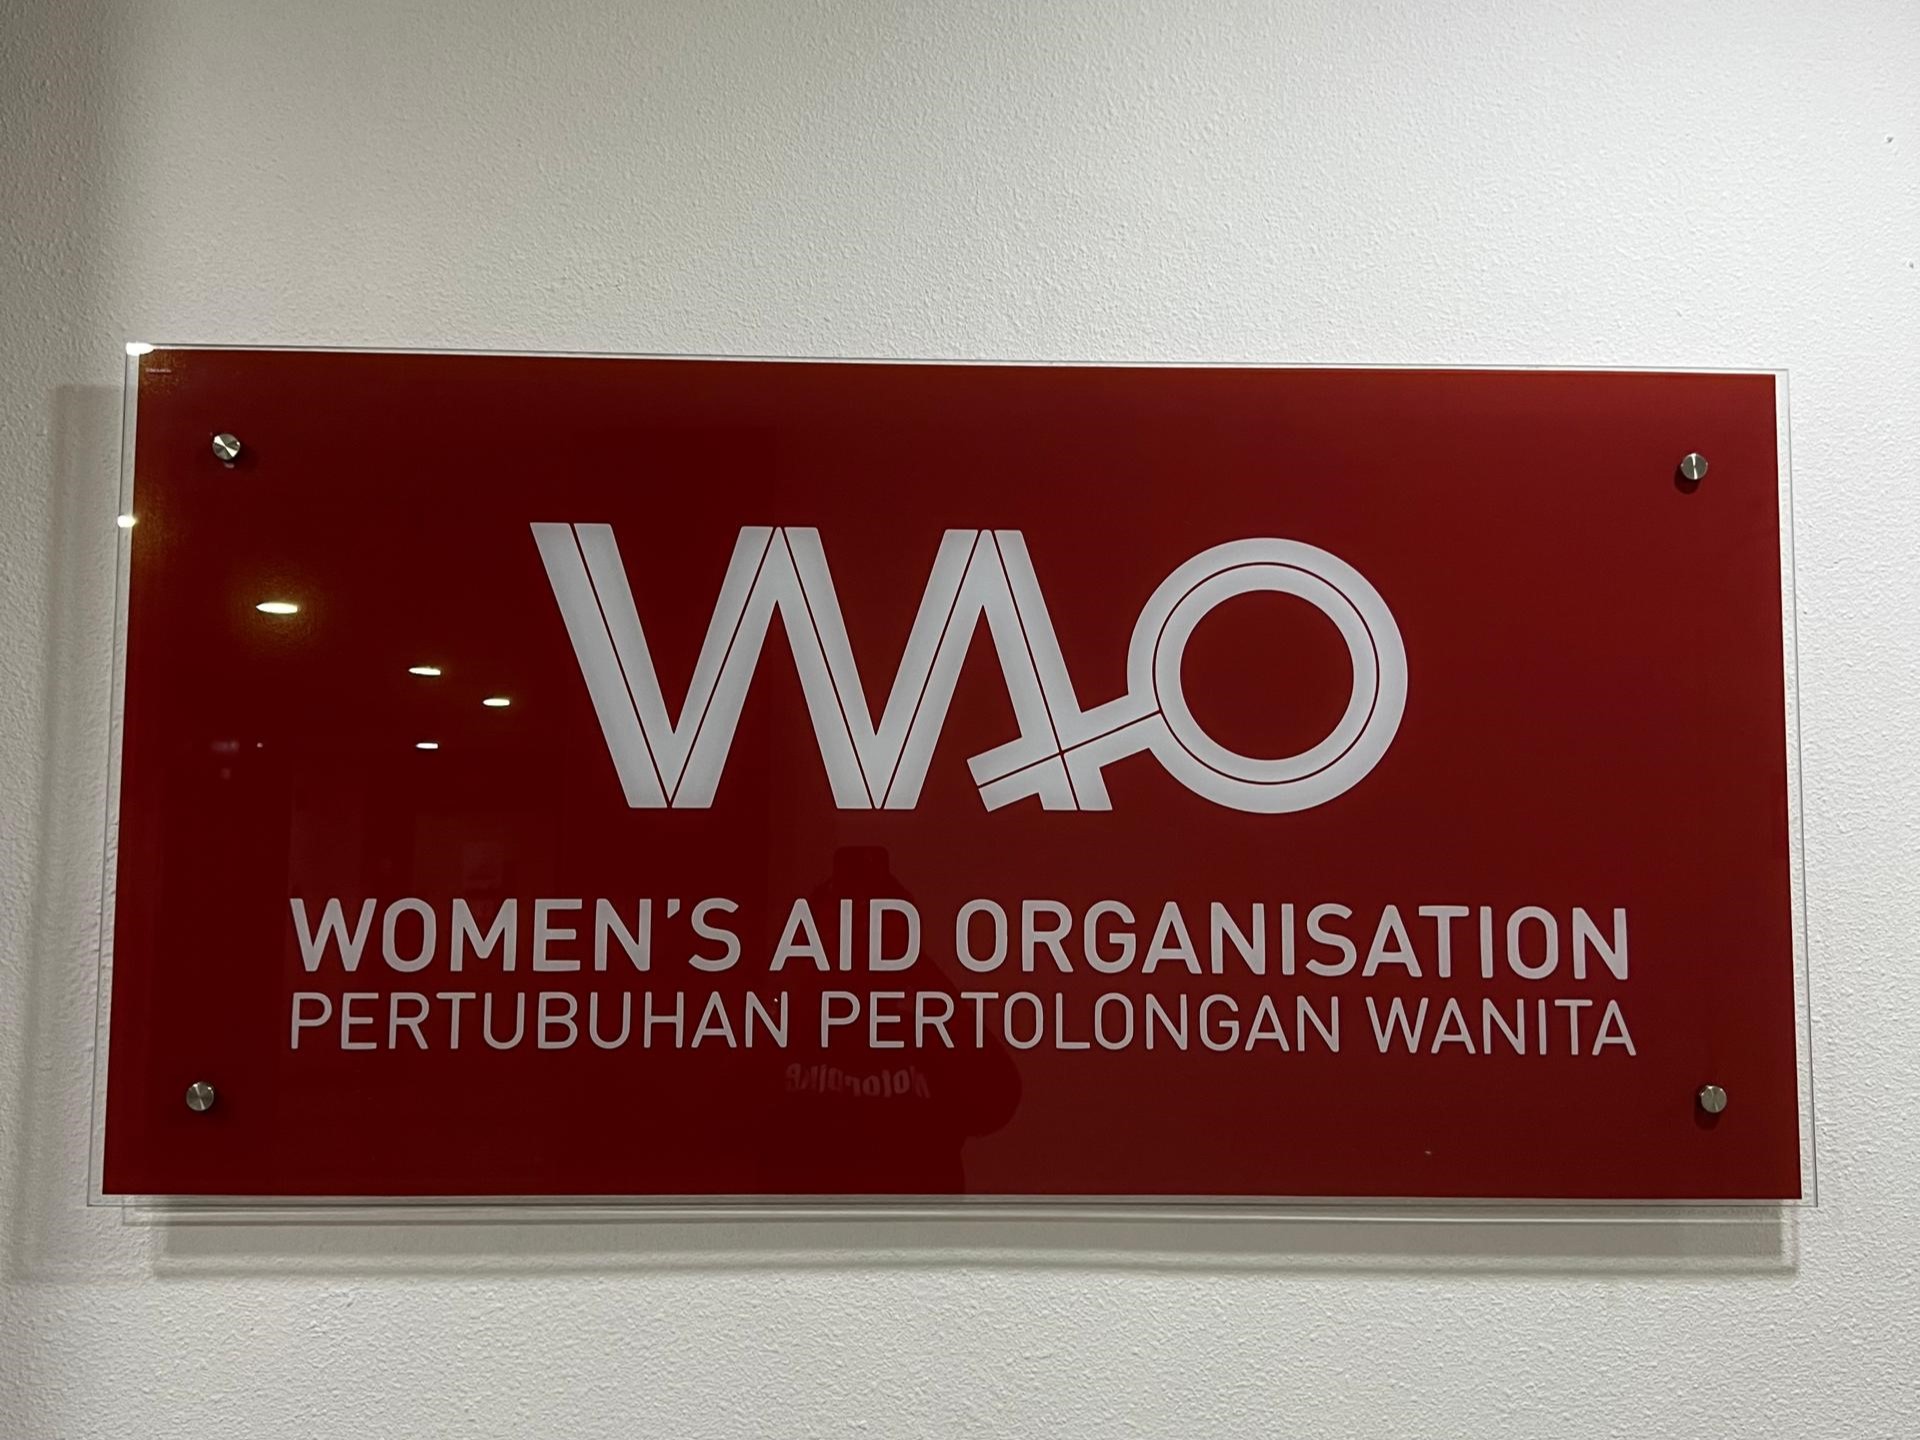 WAO
WOMEN'S AID ORGANISATION
PERTUBUHAN PERTOLONGAN WANITA